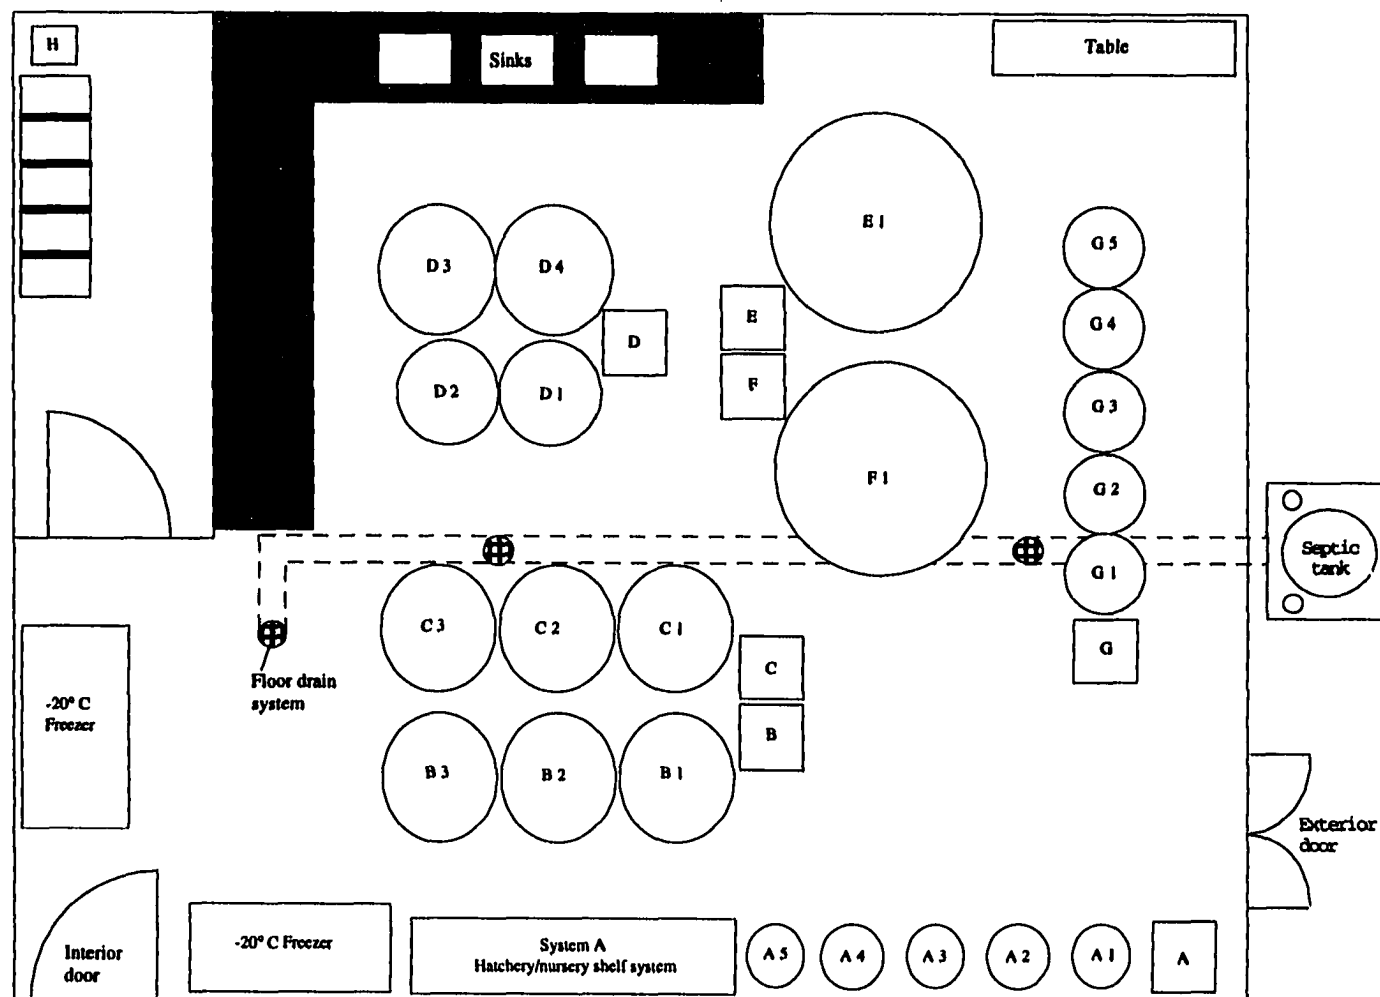 H
Sinks
Table
E 1
G 5
D 3
D 4
E
G 4
D
F
D 2
D 1
G 3
F 1
G 2
Septic
tank
G 1
C 3
C 2
C 1
G
C
Floor drain
system
-20° C
Freezer
B
B 3
B 2
B 1
Exterior
door
Interior
door
-20° C Freezer
System A
Hatchery/nursery shelf system
A 5
A 4
A 3
A 2
A 1
A